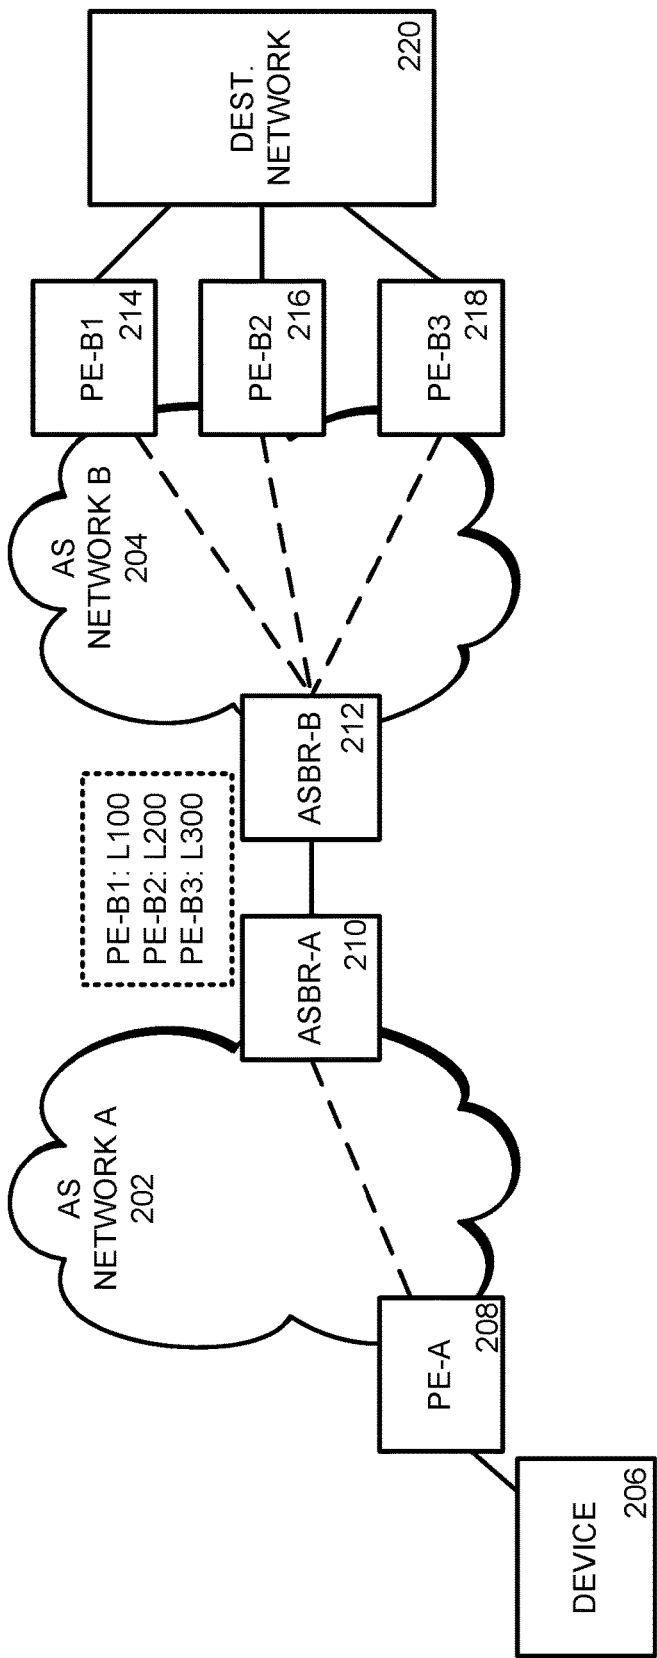 AS
NETWORK A
202
AS
NETWORK B
204
PE-B1: L100
PE-B2: L200
PE-B3: L300
DEVICE
206
PE-A
208
ASBR-A
210
ASBR-B
212
PE-B1
214
PE-B2
216
PE-B3
218
DEST.
NETWORK
220